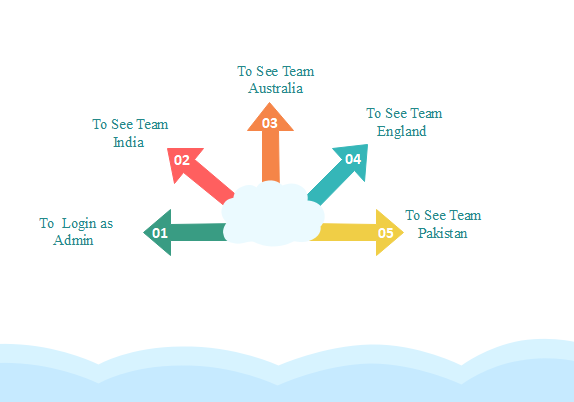 To See Team
Australia
03
To See Team
England
04
To See Team
India
02
To  Login as
Admin
01
To See Team
Pakistan
05